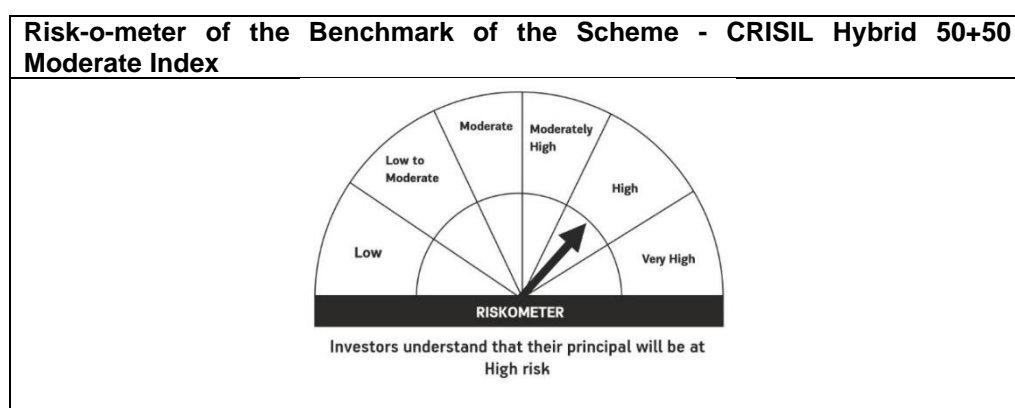 Risk-o-meter of the Benchmark of the Scheme - CRISIL Hybrid 50+50
Moderate Index
Moderate
Moderately
High
Low to
Moderate
High
Low
Very High
RISKOMETER
Investors understand that their principal will be at
High risk